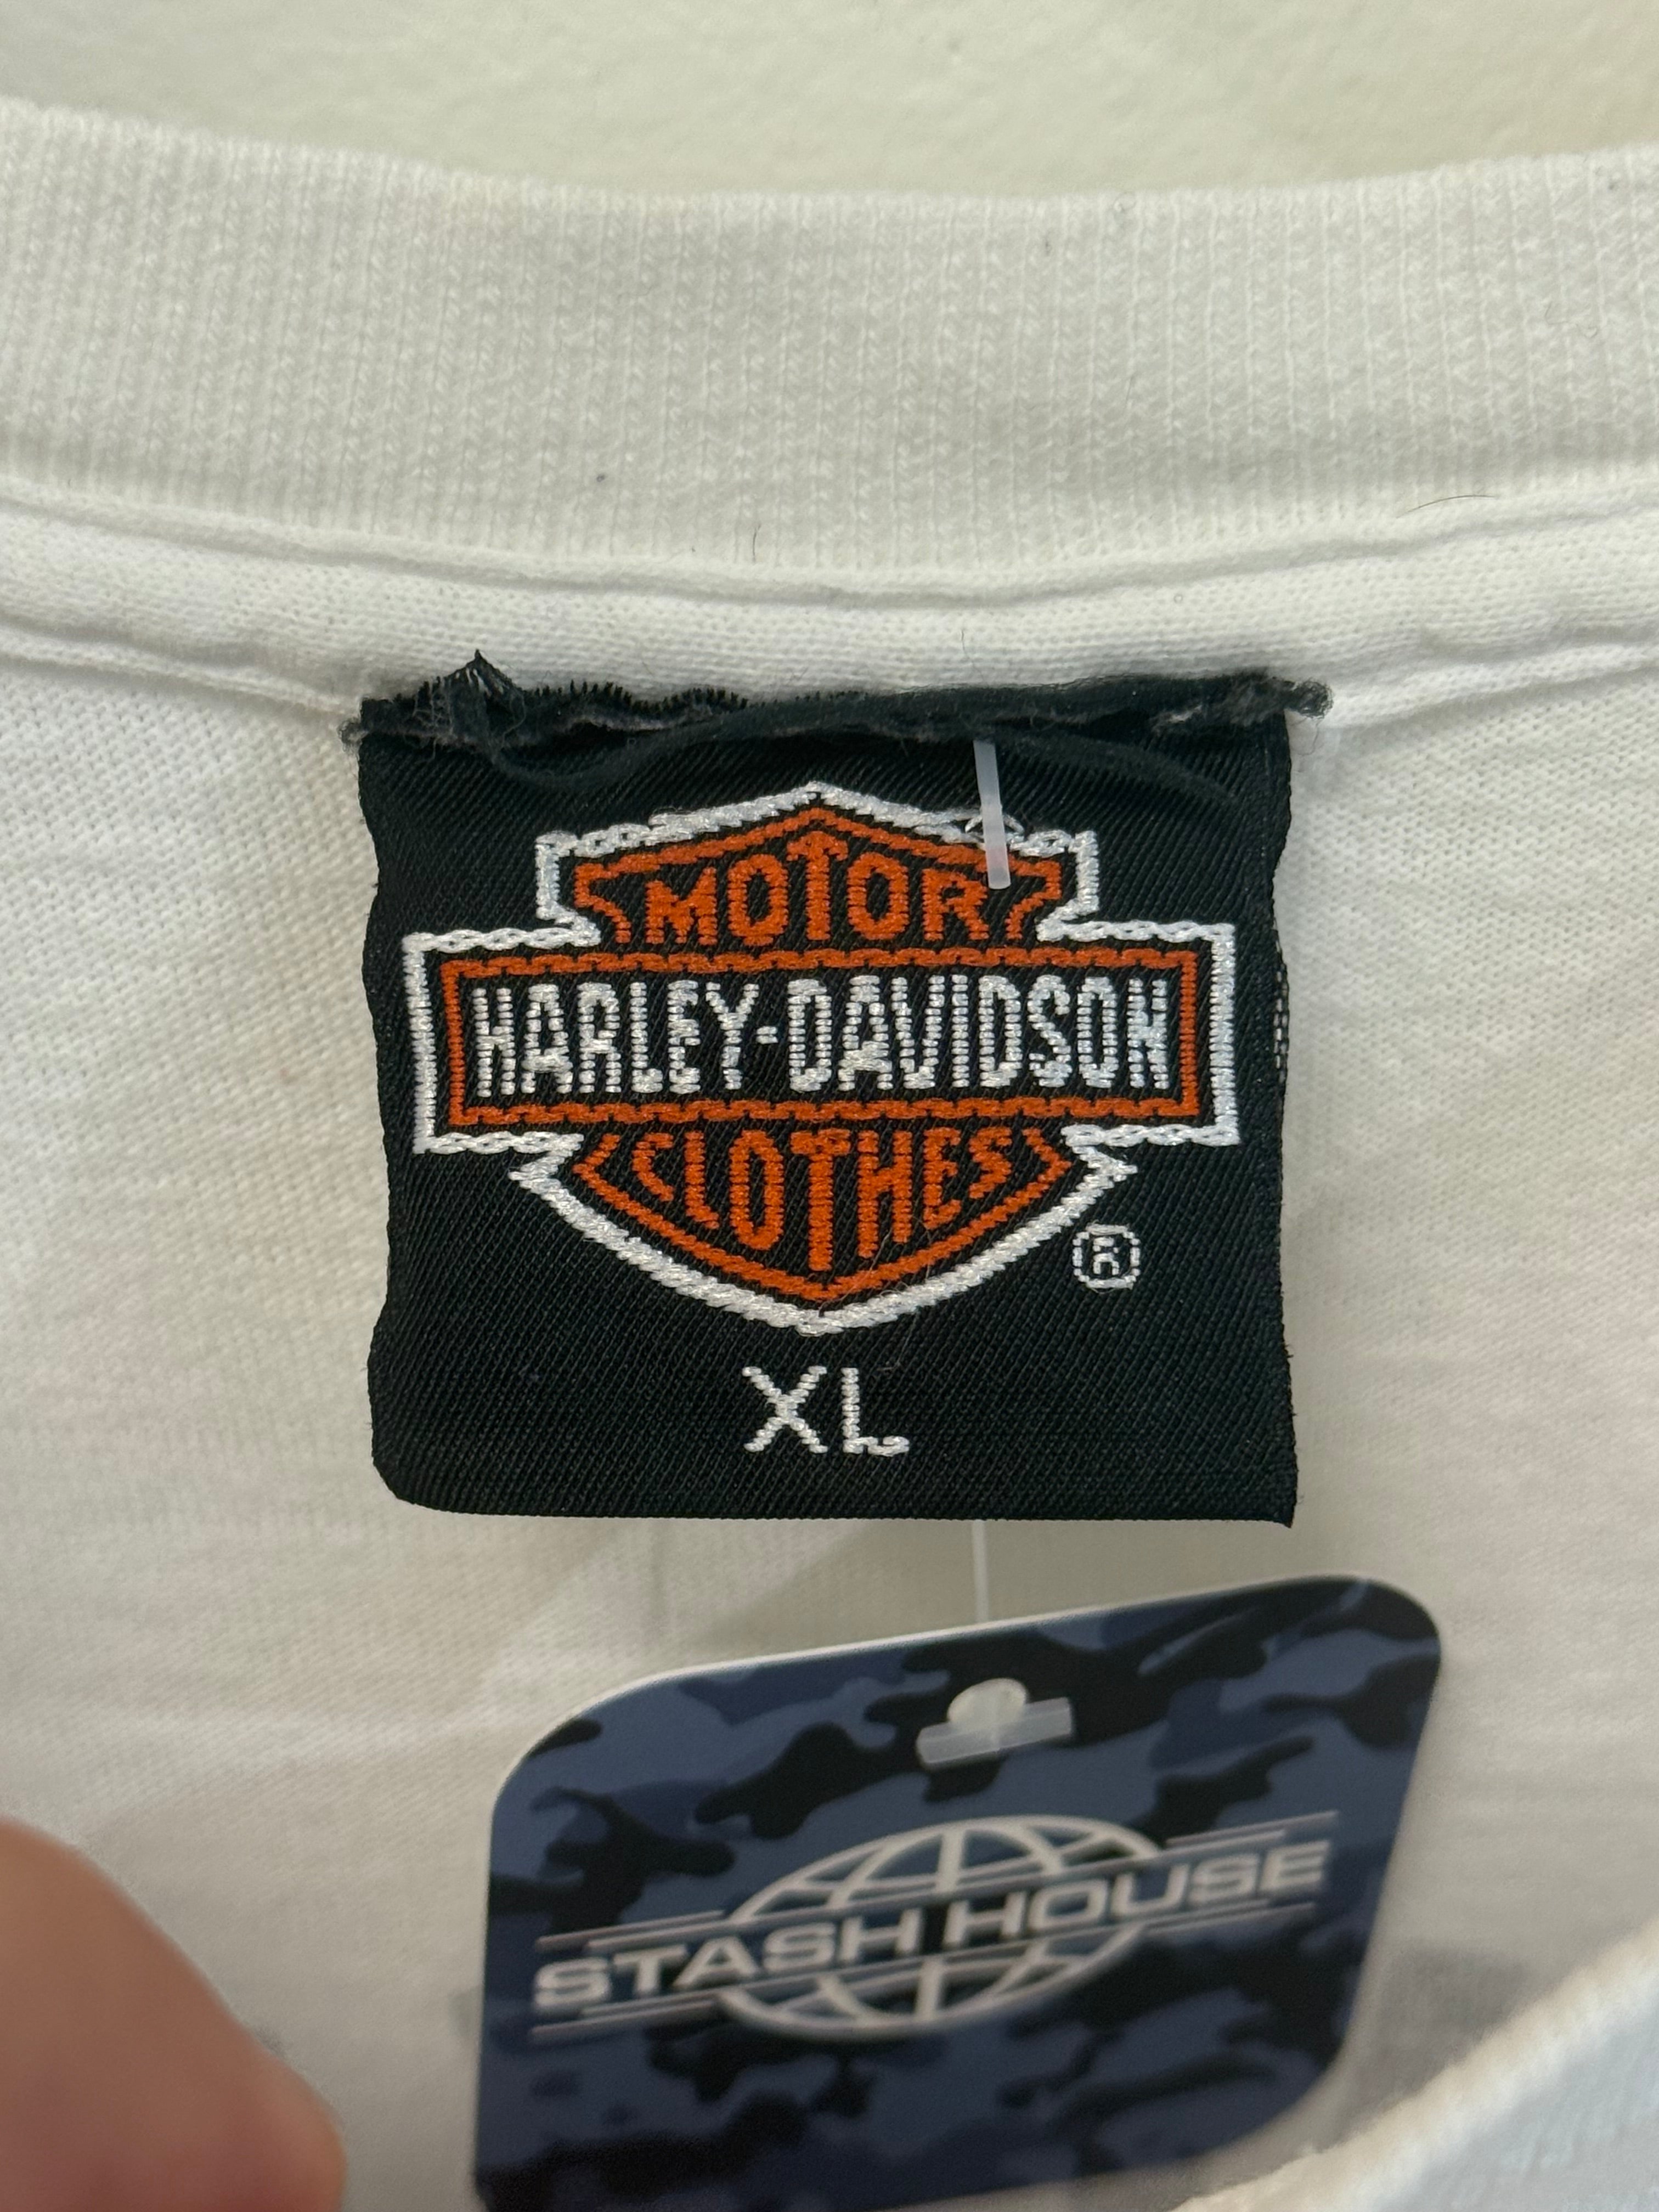 MOTOR
HARLEY-DAVIDSON
CLOTHES
®
XL
STASH HOUSE